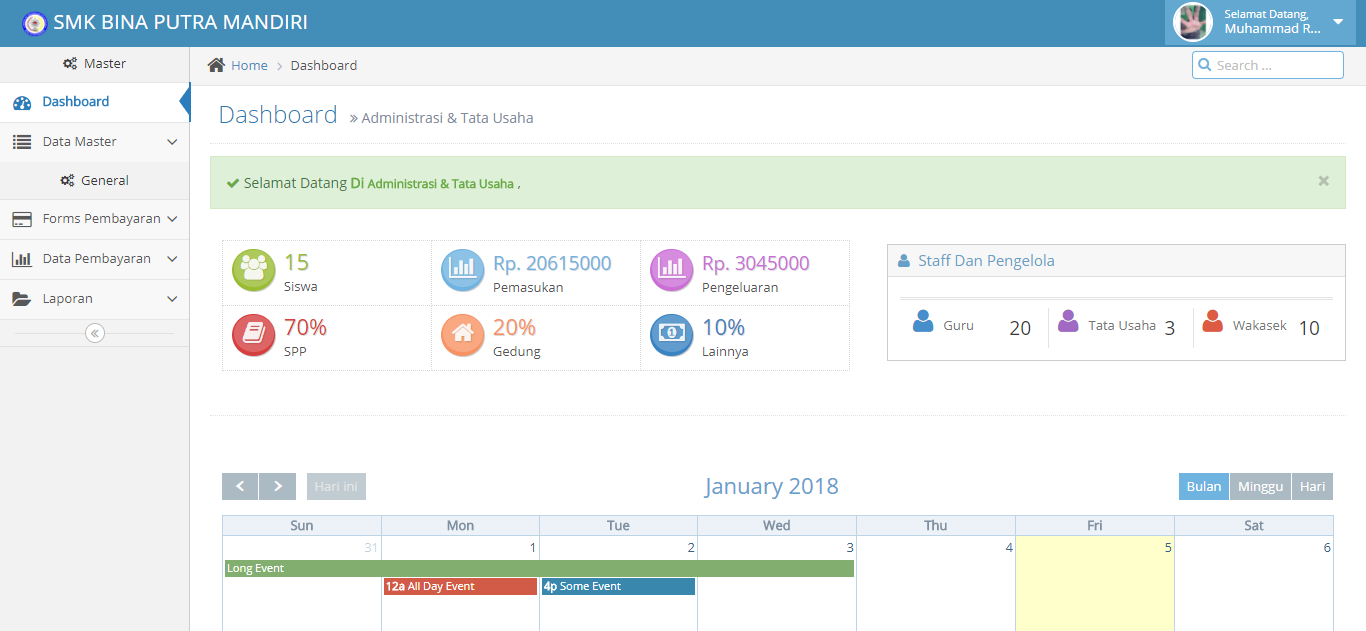 SMK BINA PUTRA MANDIRI
Selamat Datang,
Muhammad R...
Master
Dashboard
Data Master
General
Forms Pembayaran
Data Pembayaran
Laporan
Home > Dashboard
Search ...
Dashboard » Administrasi & Tata Usaha
Selamat Datang Di Administrasi & Tata Usaha ,
×
15
Siswa
Rp. 20615000
Pemasukan
Rp. 3045000
Pengeluaran
70%
SPP
20%
Gedung
10%
Lainnya
Staff Dan Pengelola
Guru 20
Tata Usaha 3
Wakasek 10
Hari ini
January 2018
Bulan Minggu Hari
Sun Mon Tue Wed Thu Fri Sat
31 1 2 3 4 5 6
Long Event
12a All Day Event
4p Some Event